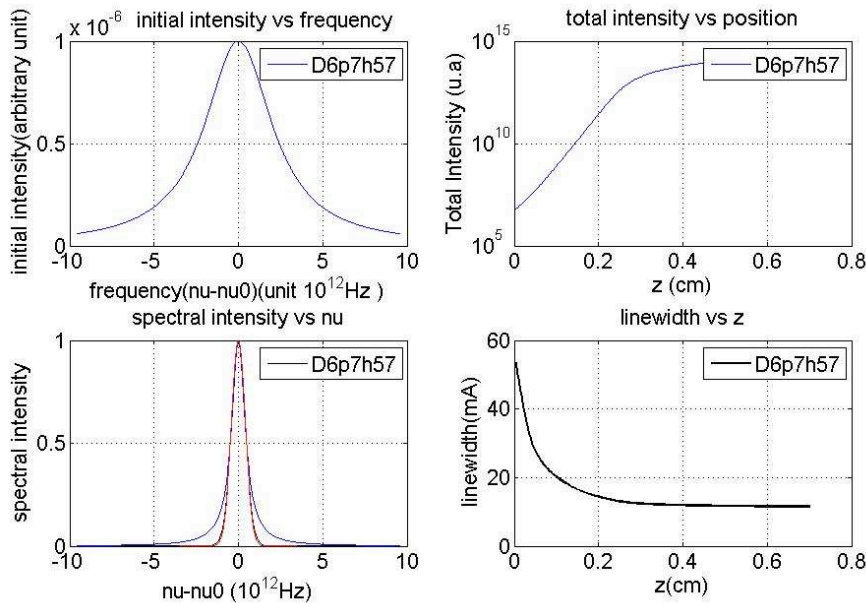 x 10^-6
initial intensity vs frequency
1
0.5
0
-10
-5
0
5
10
initial intensity(arbitrary unit)
frequency(nu-nu0)(unit 10^12Hz )
D6p7h57
total intensity vs position
10^15
10^10
10^5
0
0.2
0.4
0.6
0.8
Total Intensity (u.a)
z (cm)
D6p7h57
spectral intensity vs nu
1
0.5
0
-10
-5
0
5
10
spectral intensity
nu-nu0 (10^12Hz)
D6p7h57
linewidth vs z
60
40
20
0
0
0.2
0.4
0.6
0.8
linewidth(mA)
z(cm)
D6p7h57